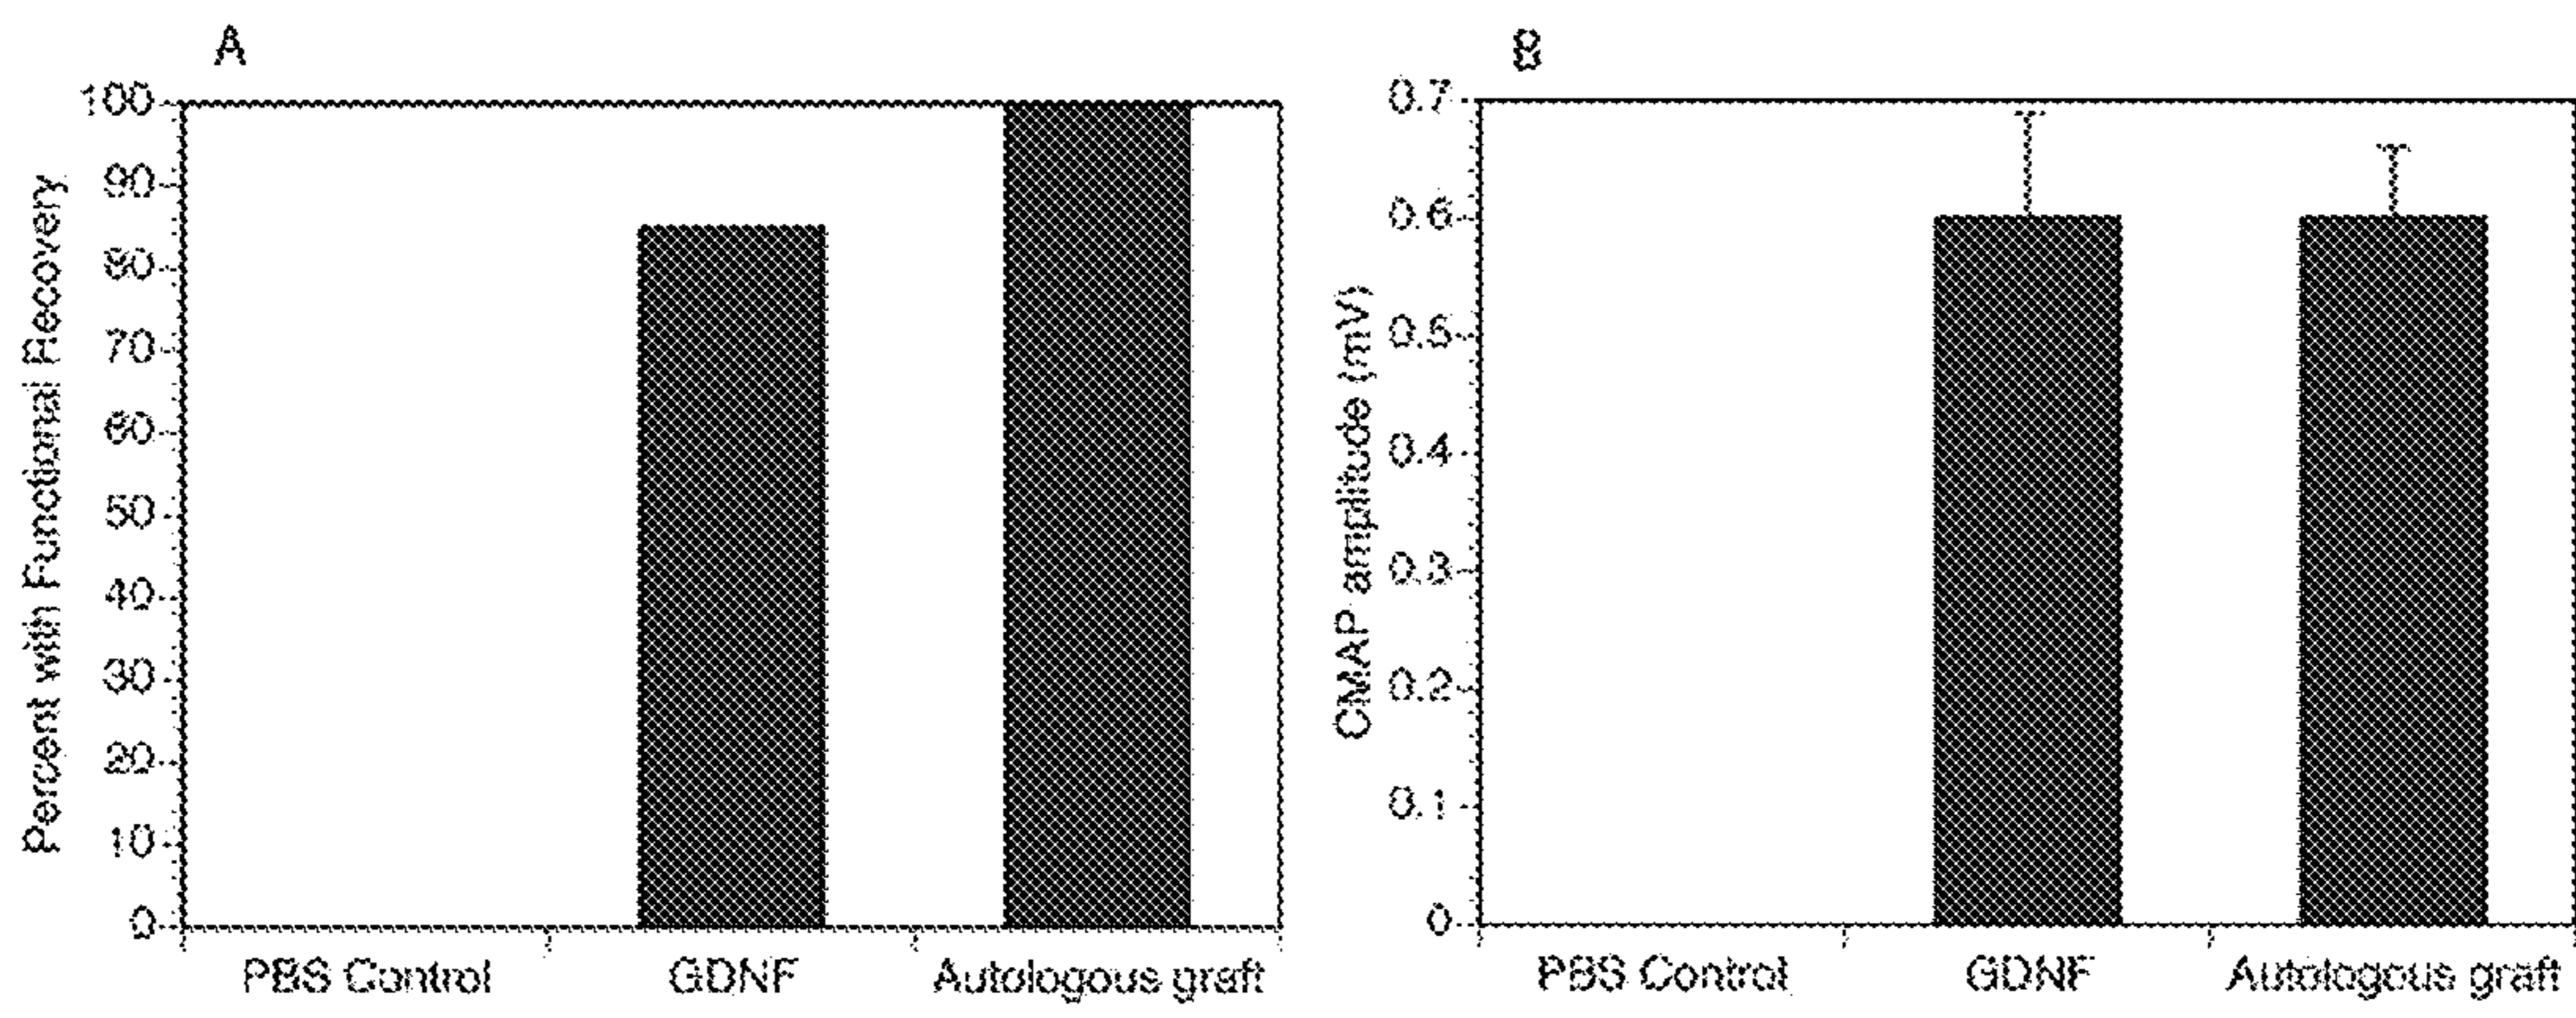 A
100
90
80
70
60
50
40
30
20
10
0
Percent with Functional Recovery
PBS Control
GDNF
Autologous graft
B
0.7
0.6
0.5
0.4
0.3
0.2
0.1
0
CMAP amplitude (mV)
PBS Control
GDNF
Autologous graft